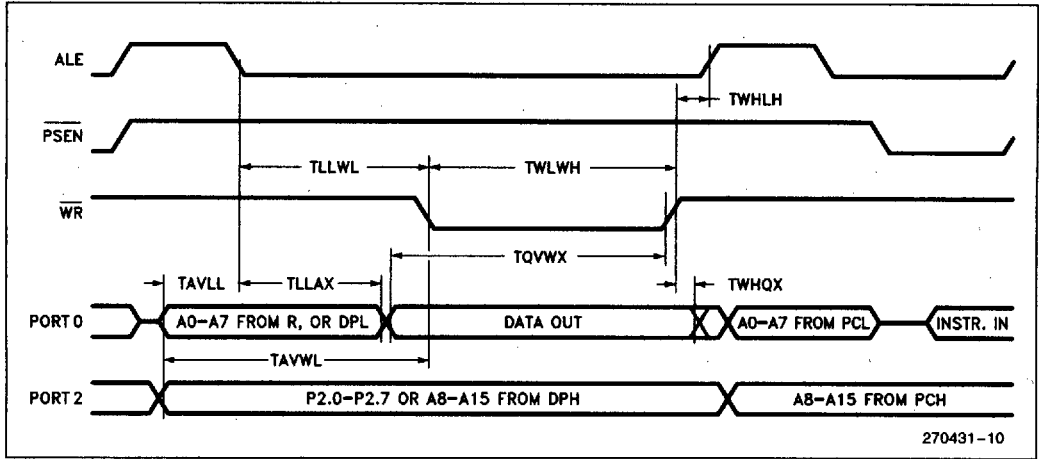 ALE
TWHLH
PSEN
TLLWL
TWLWH
WR
TQVWX
TAVLL
TLLAX
TWHQX
PORT 0
A0–A7 FROM R, OR DPL
DATA OUT
A0–A7 FROM PCL
INSTR. IN
TAVWL
PORT 2
P2.0–P2.7 OR A8–A15 FROM DPH
A8–A15 FROM PCH
270431–10